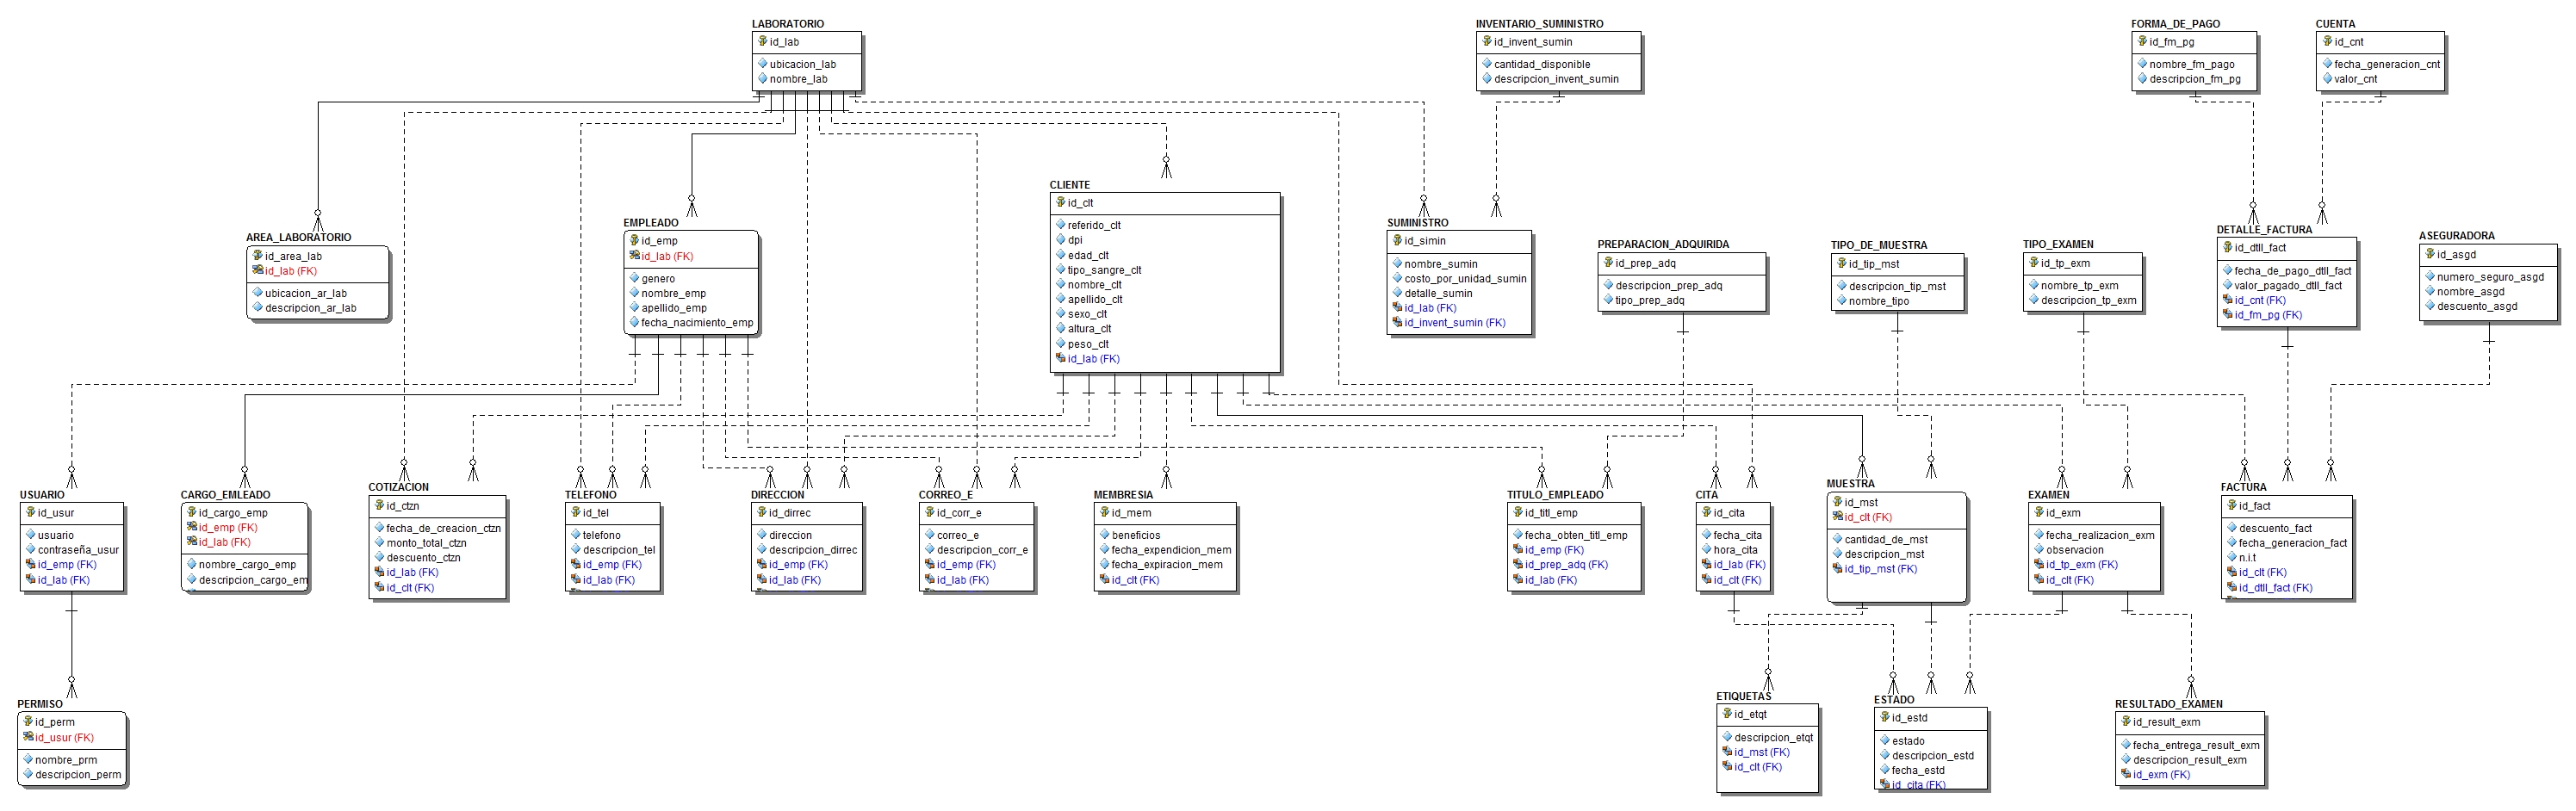 LABORATORIO
id_lab
ubicacion_lab
nombre_lab
INVENTARIO_SUMINISTRO
id_invent_sumin
cantidad_disponible
descripcion_invent_sumin
FORMA_DE_PAGO
id_fm_pg
nombre_fm_pago
descripcion_fm_pg
CUENTA
id_cnt
fecha_generacion_cnt
valor_cnt
AREA_LABORATORIO
id_area_lab
id_lab (FK)
ubicacion_ar_lab
descripcion_ar_lab
EMPLEADO
id_emp
id_lab (FK)
genero
nombre_emp
apellido_emp
fecha_nacimiento_emp
CLIENTE
id_clt
referido_clt
dpi
edad_clt
tipo_sangre_clt
nombre_clt
apellido_clt
sexo_clt
altura_clt
peso_clt
id_lab (FK)
SUMINISTRO
id_simin
nombre_sumin
costo_por_unidad_sumin
detalle_sumin
id_lab (FK)
id_invent_sumin (FK)
PREPARACION_ADQUIRIDA
id_prep_adq
descripcion_prep_adq
tipo_prep_adq
TIPO_DE_MUESTRA
id_tip_mst
descripcion_tip_mst
nombre_tipo
TIPO_EXAMEN
id_tp_exm
nombre_tp_exm
descripcion_tp_exm
DETALLE_FACTURA
id_dtll_fact
fecha_de_pago_dtll_fact
valor_pagado_dtll_fact
id_cnt (FK)
id_fm_pg (FK)
ASEGURADORA
id_asgd
numero_seguro_asgd
nombre_asgd
descuento_asgd
USUARIO
id_usur
usuario
contraseña_usur
id_emp (FK)
id_lab (FK)
CARGO_EMLEADO
id_cargo_emp
id_emp (FK)
id_lab (FK)
nombre_cargo_emp
descripcion_cargo_em
COTIZACION
id_ctzn
fecha_de_creacion_ctzn
monto_total_ctzn
descuento_ctzn
id_lab (FK)
id_clt (FK)
TELEFONO
id_tel
telefono
descripcion_tel
id_emp (FK)
id_lab (FK)
DIRECCION
id_direc
direccion
descripcion_dirrec
id_emp (FK)
id_lab (FK)
CORREO_E
id_corr_e
correo_e
descripcion_corr_e
id_emp (FK)
id_lab (FK)
MEMBRESIA
id_mem
beneficios
fecha_expendicion_mem
fecha_expiracion_mem
id_clt (FK)
TITULO_EMPLEADO
id_titl_emp
fecha_obten_titl_emp
id_emp (FK)
id_prep_adq (FK)
id_lab (FK)
CITA
id_cita
fecha_cita
hora_cita
id_lab (FK)
id_clt (FK)
MUESTRA
id_mst
id_clt (FK)
cantidad_de_mst
descripcion_mst
id_tip_mst (FK)
EXAMEN
id_exm
fecha_realizacion_exm
observacion
id_tp_exm (FK)
id_clt (FK)
FACTURA
id_fact
descuento_fact
fecha_generacion_fact
n.i.t
id_clt (FK)
id_dtll_fact (FK)
PERMISO
id_perm
id_usur (FK)
nombre_prm
descripcion_perm
ETIQUETAS
id_etqt
descripcion_etqt
id_mst (FK)
id_clt (FK)
ESTADO
id_estd
estado
descripcion_estd
fecha_estd
id_cita (FK)
RESULTADO_EXAMEN
id_result_exm
fecha_entrega_result_exm
descripcion_result_exm
id_exm (FK)